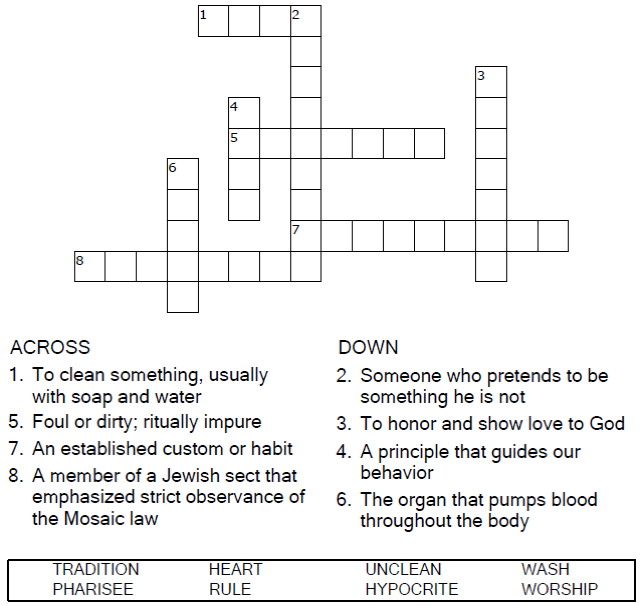 1 2
3
4
5
6
7
8
ACROSS
1. To clean something, usually
with soap and water
5. Foul or dirty; ritually impure
7. An established custom or habit
8. A member of a Jewish sect that
emphasized strict observance of
the Mosaic law
DOWN
2. Someone who pretends to be
something he is not
3. To honor and show love to God
4. A principle that guides our
behavior
6. The organ that pumps blood
throughout the body
TRADITION HEART UNCLEAN WASH
PHARISEE RULE HYPOCRITE WORSHIP